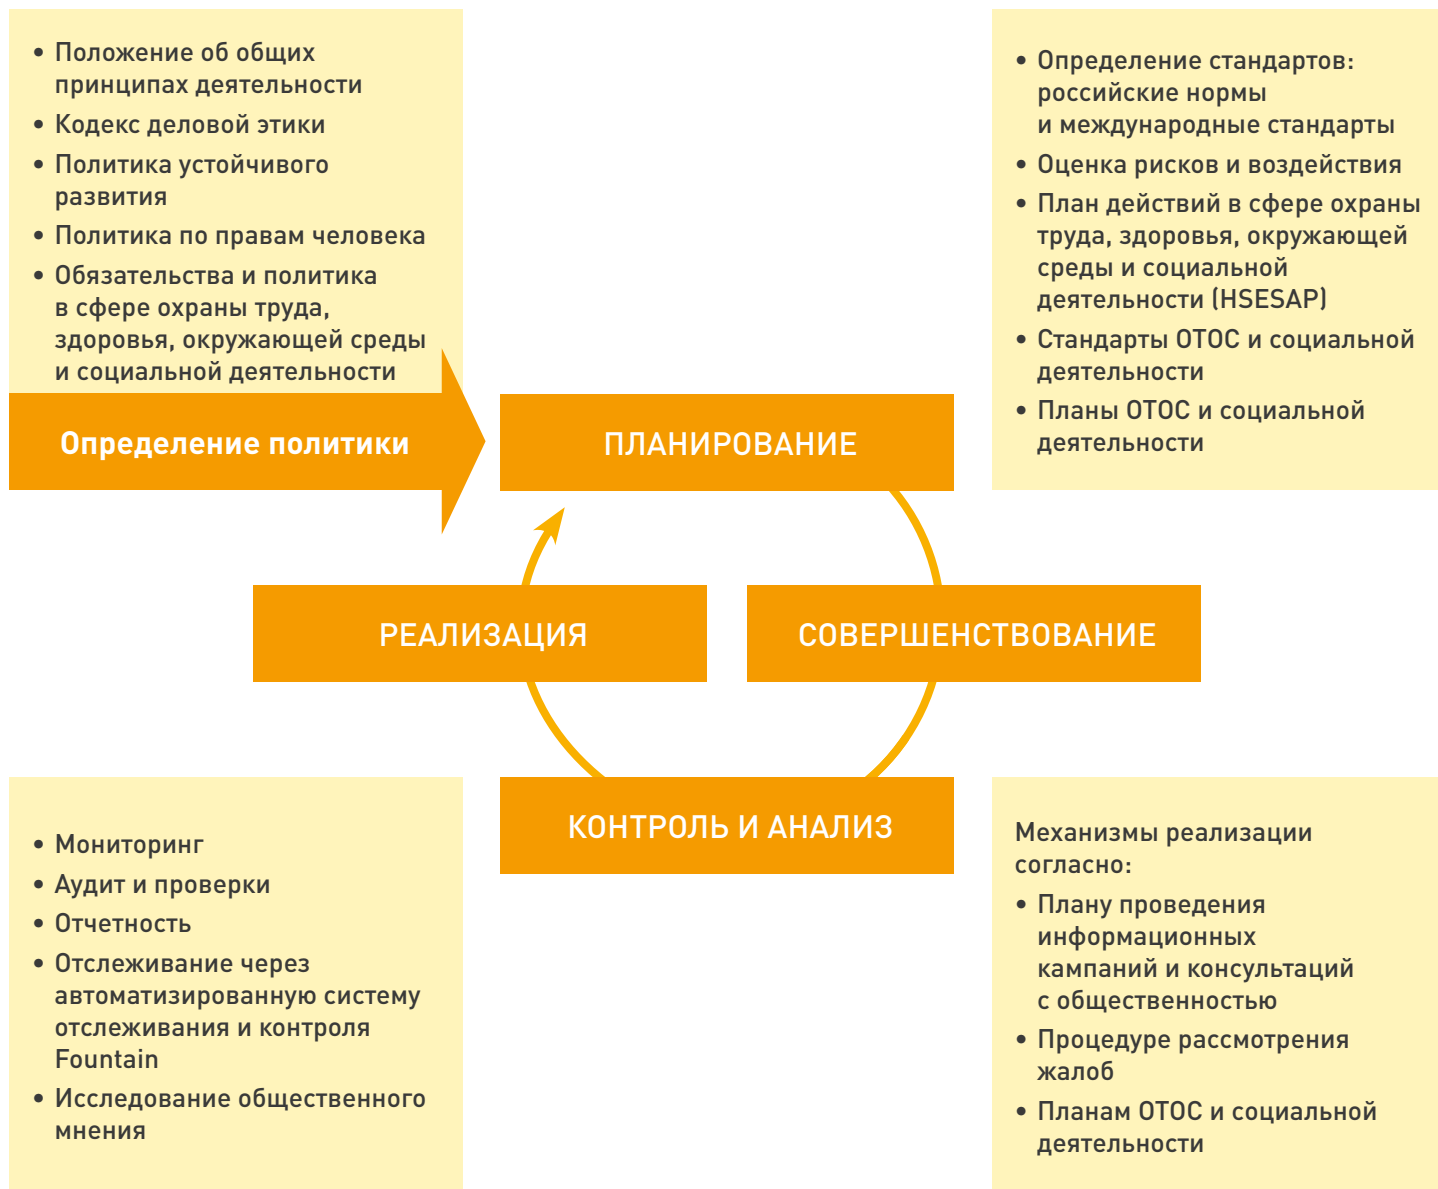 • Положение об общих
принципах деятельности
• Кодекс деловой этики
• Политика устойчивого
развития
• Политика по правам человека
• Обязательства и политика
в сфере охраны труда,
здоровья, окружающей среды
и социальной деятельности
Определение политики
ПЛАНИРОВАНИЕ
• Определение стандартов:
российские нормы
и международные стандарты
• Оценка рисков и воздействия
• План действий в сфере охраны
труда, здоровья, окружающей
среды и социальной
деятельности (HSESAP)
• Стандарты ОТОС и социальной
деятельности
• Планы ОТОС и социальной
деятельности
РЕАЛИЗАЦИЯ
СОВЕРШЕНСТВОВАНИЕ
КОНТРОЛЬ И АНАЛИЗ
• Мониторинг
• Аудит и проверки
• Отчетность
• Отслеживание через
автоматизированную систему
отслеживания и контроля
Fountain
• Исследование общественного
мнения
Механизмы реализации
согласно:
• Плану проведения
информационных
кампаний и консультаций
с общественностью
• Процедуре рассмотрения
жалоб
• Планам ОТОС и социальной
деятельности